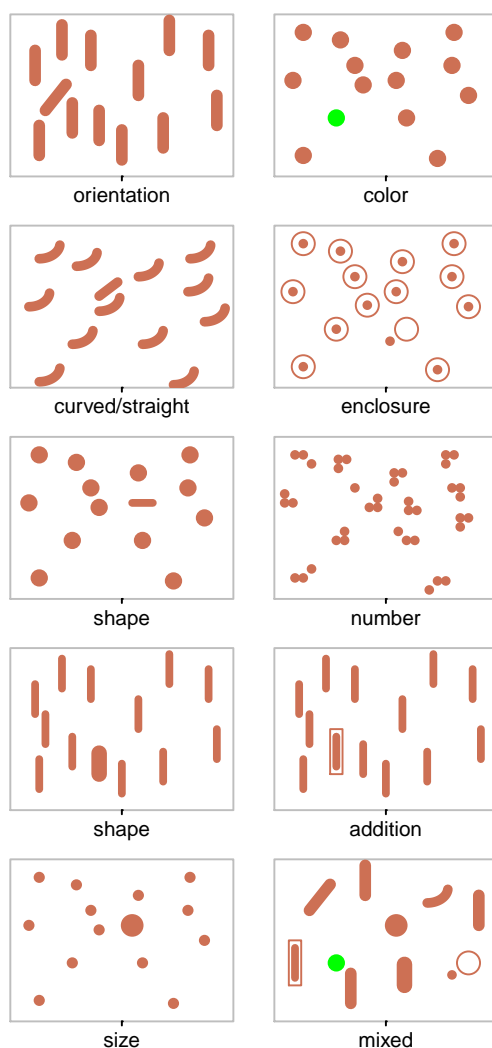 orientation
color
curved/straight
enclosure
shape
number
shape
addition
size
mixed